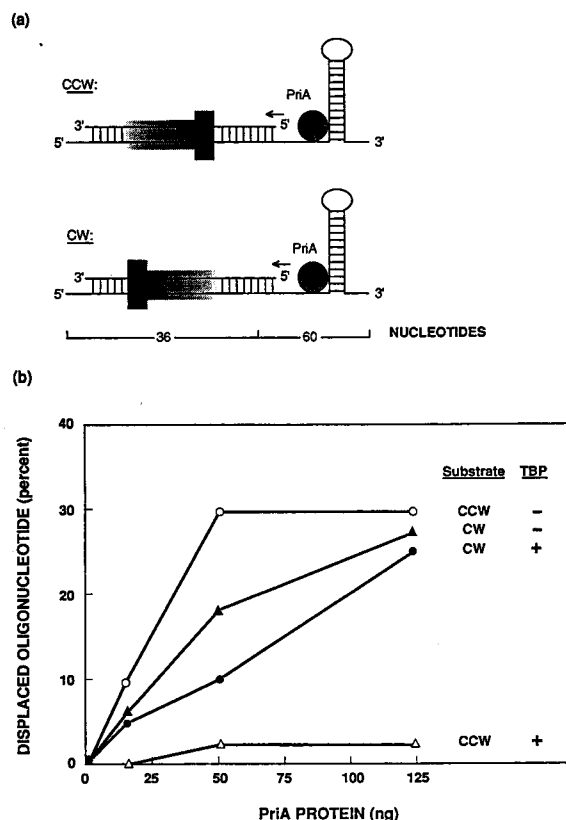 (a)
CCW:
PriA
3'
5'
5'
3'
CW:
PriA
3'
5'
5'
3'
36
60
NUCLEOTIDES
(b)
DISPLACED OLIGONUCLEOTIDE (percent)
40
30
20
10
0
Substrate TBP
CCW –
CW –
CW +
CCW +
0 25 50 75 100 125
PriA PROTEIN (ng)